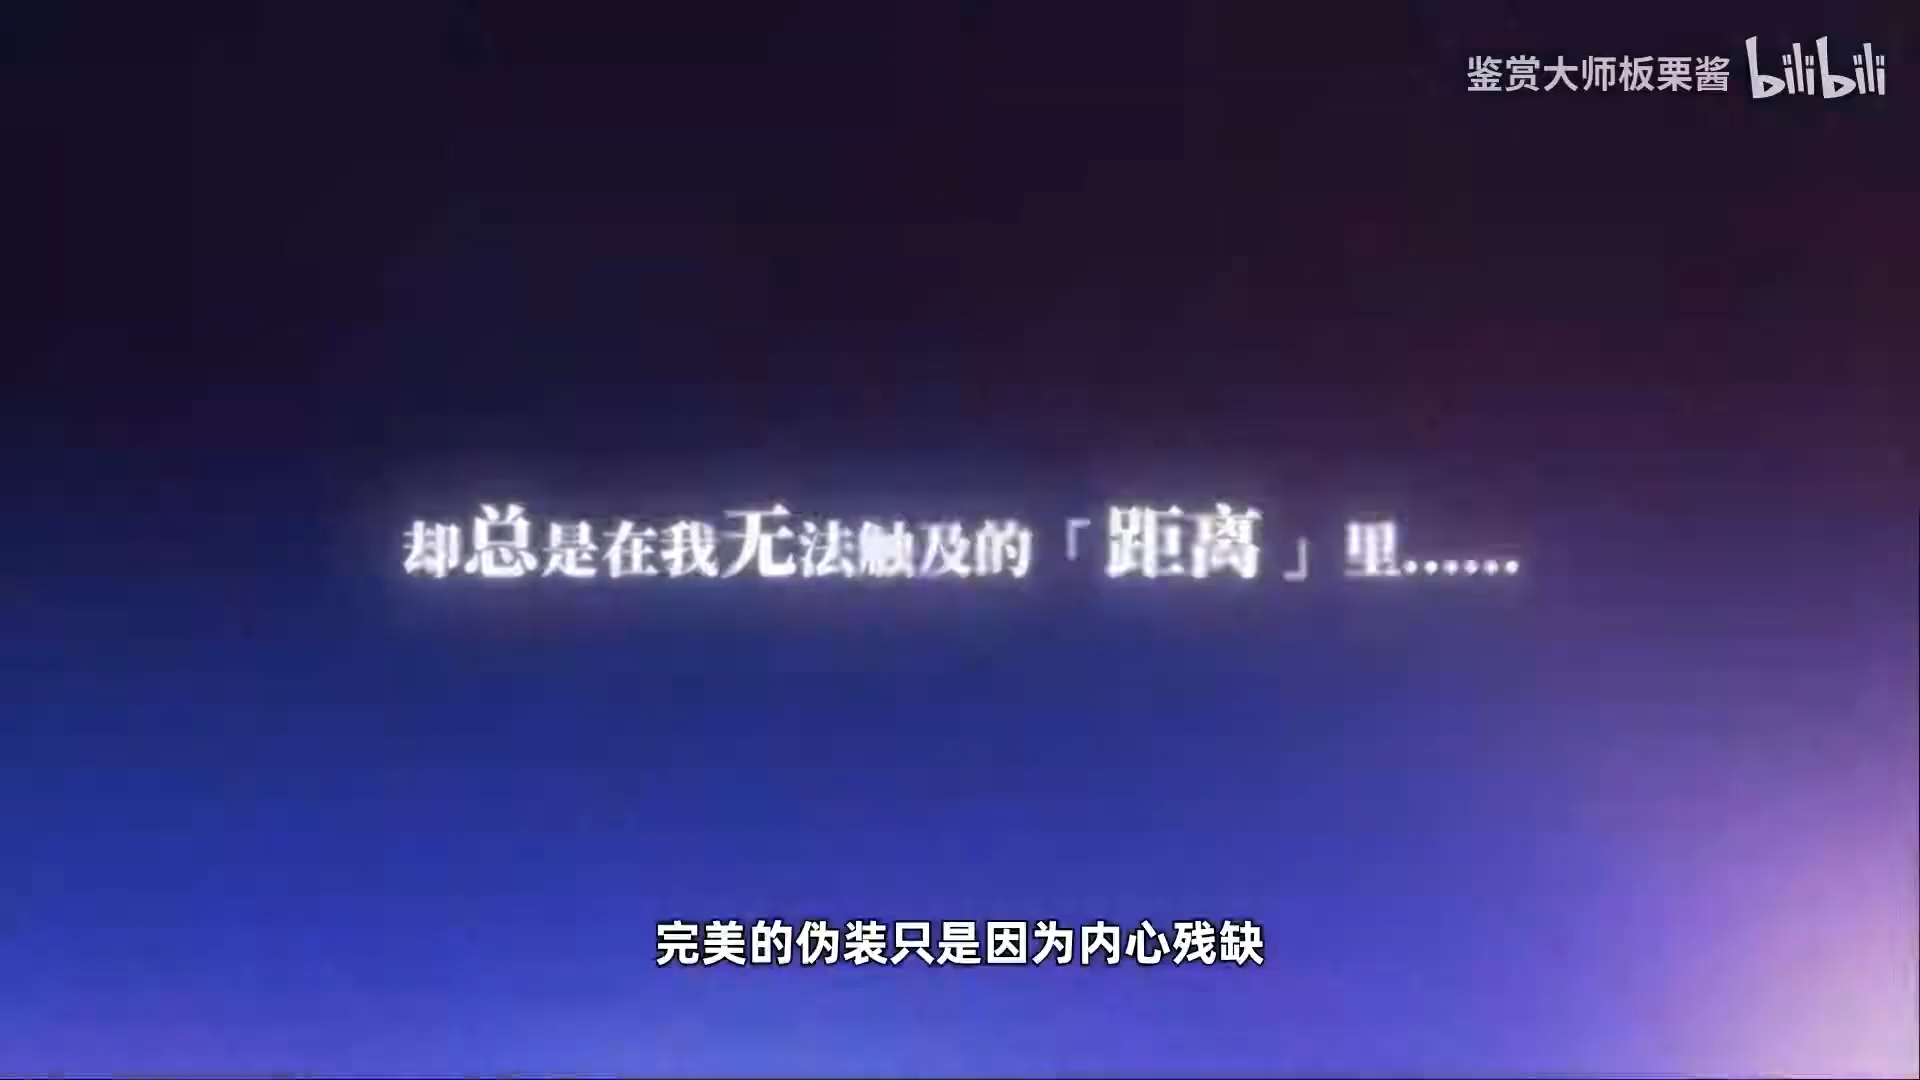 鉴赏大师板栗酱 bilibili
却总是在我无法触及的「距离」里......
完美的伪装只是因为内心残缺